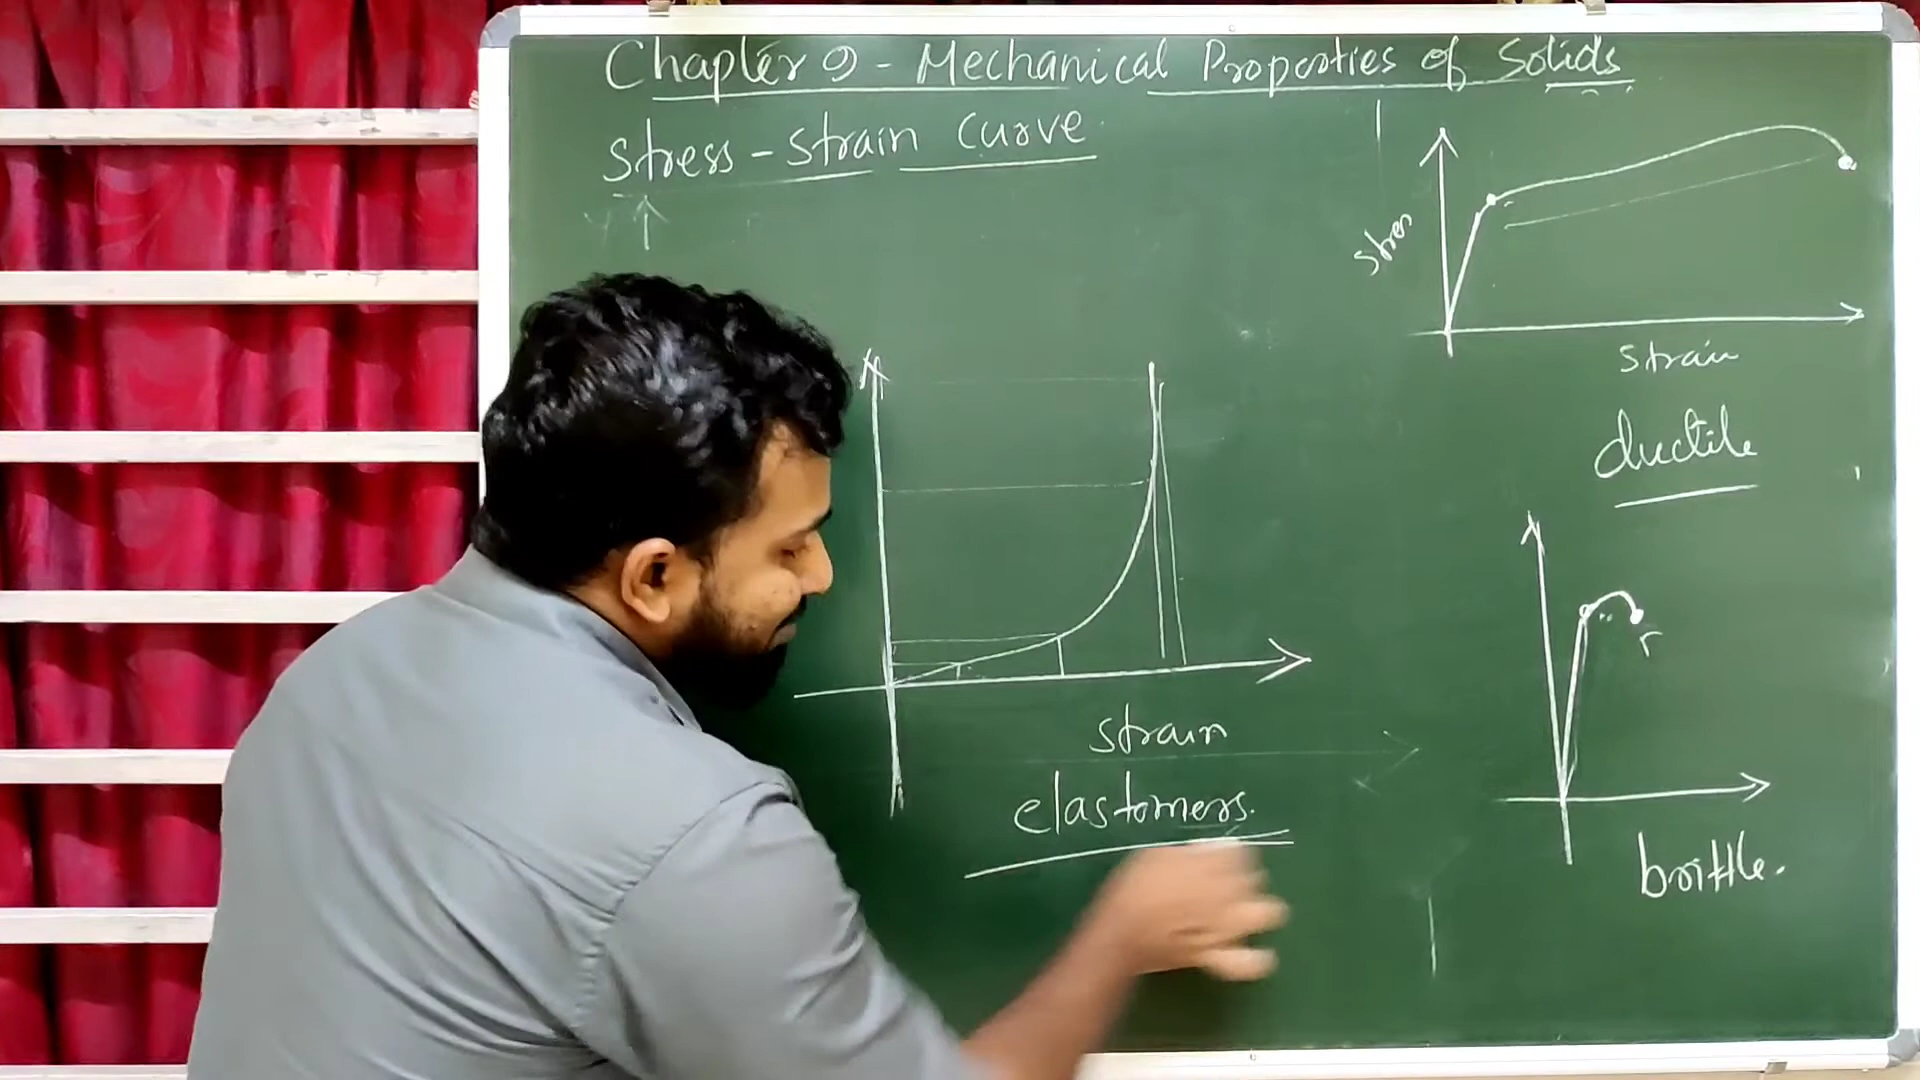 Chapter 9 - Mechanical Properties of Solids
Stress - Strain Curve
stress
strain
ductile
strain
elastomers.
r
brittle.